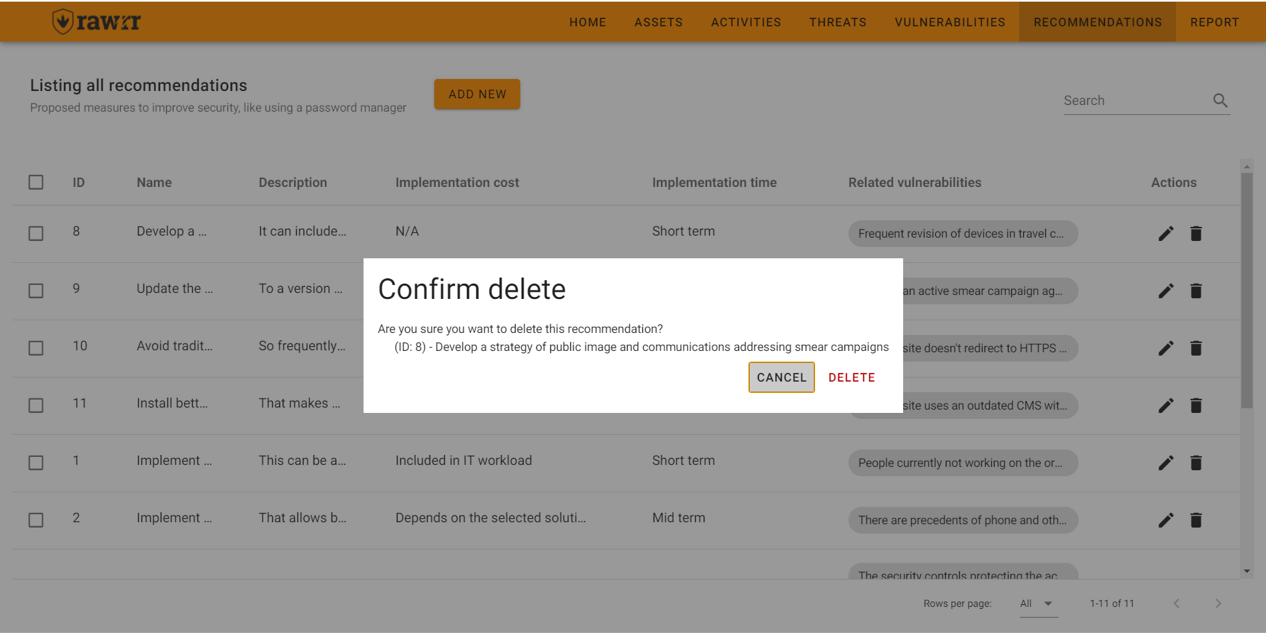 rawrr
HOME ASSETS ACTIVITIES THREATS VULNERABILITIES RECOMMENDATIONS REPORT
Listing all recommendations
Proposed measures to improve security, like using a password manager
ADD NEW
Search
ID Name Description Implementation cost Implementation time Related vulnerabilities Actions
8 Develop a ... It can include... N/A Short term Frequent revision of devices in travel c...
9 Update the ... To a version ... an active smear campaign ag...
10 Avoid tradit... So frequently... site doesn't redirect to HTTPS ...
11 Install bett... That makes ... site uses an outdated CMS wit...
1 Implement ... This can be a... Included in IT workload Short term People currently not working on the or...
2 Implement ... That allows b... Depends on the selected soluti... Mid term There are precedents of phone and oth...
The security controls protecting the ac
Confirm delete
Are you sure you want to delete this recommendation?
(ID: 8) - Develop a strategy of public image and communications addressing smear campaigns
CANCEL DELETE
Rows per page: All 1-11 of 11